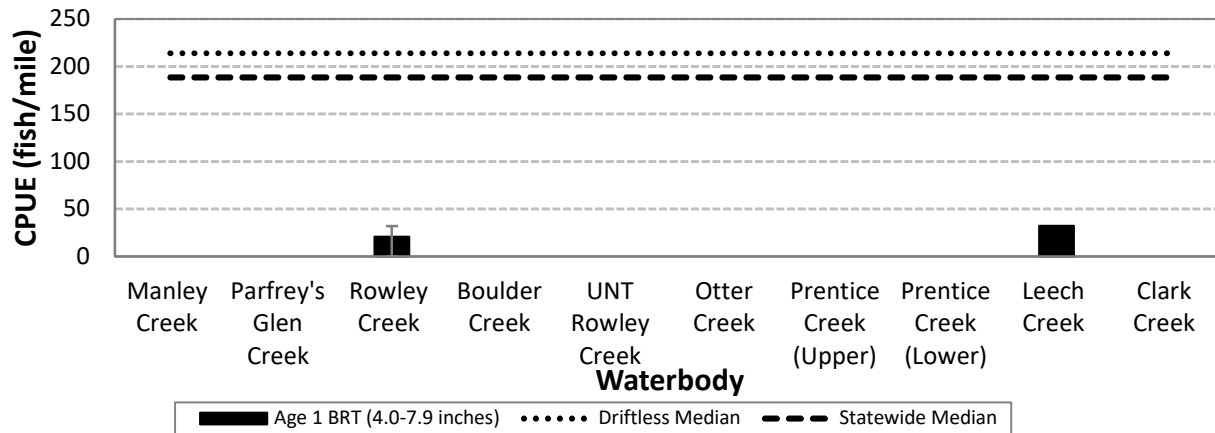 250
200
150
100
50
0
CPUE (fish/mile)
Manley Creek
Parfrey's Glen Creek
Rowley Creek
Boulder Creek
UNT Rowley Creek
Otter Creek
Prentice Creek (Upper)
Prentice Creek (Lower)
Leech Creek
Clark Creek
Waterbody
Age 1 BRT (4.0-7.9 inches)
Driftless Median
Statewide Median